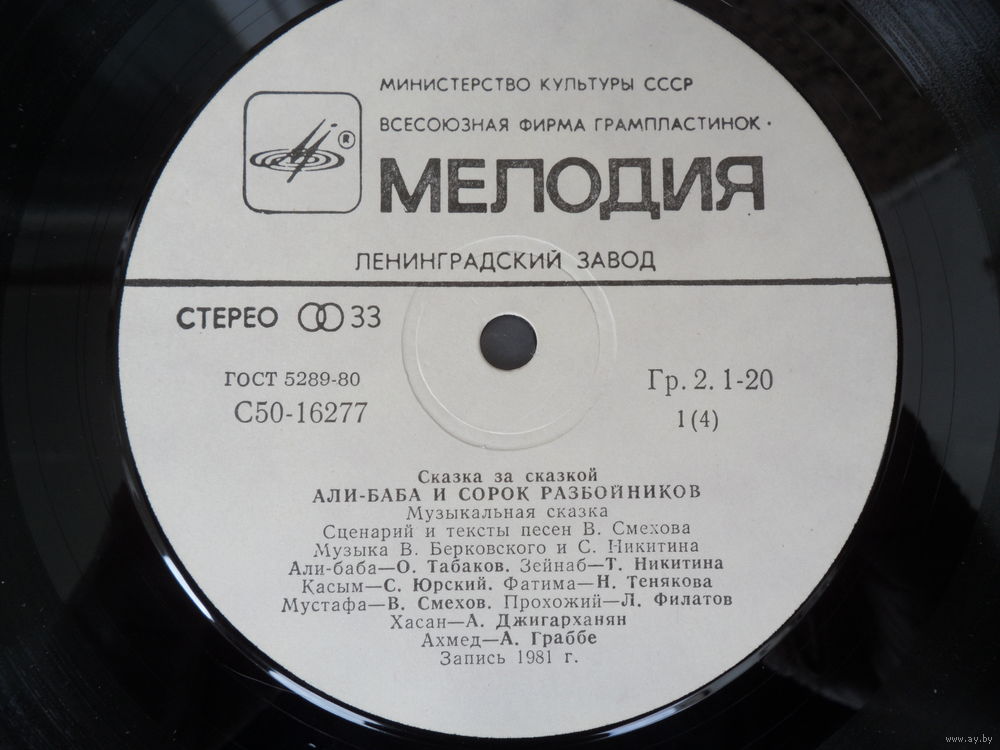 МИНИСТЕРСТВО КУЛЬТУРЫ СССР
ВСЕСОЮЗНАЯ ФИРМА ГРАМПЛАСТИНОК ·
®
МЕЛОДИЯ
ЛЕНИНГРАДСКИЙ ЗАВОД
СТЕРЕО 33
ГОСТ 5289-80
С50-16277
Гр. 2. 1-20
1 (4)
Сказка за сказкой
АЛИ-БАБА И СОРОК РАЗБОЙНИКОВ
Музыкальная сказка
Сценарий и тексты песен В. Смехова
Музыка В. Берковского и С. Никитина
Али-баба—О. Табаков. Зейнаб—Т. Никитина
Касым—С. Юрский. Фатима—Н. Тенякова
Мустафа—В. Смехов. Прохожий—Л. Филатов
Хасан—А. Джигарханян
Ахмед—А. Граббе
Запись 1981 г.
www.ay.by